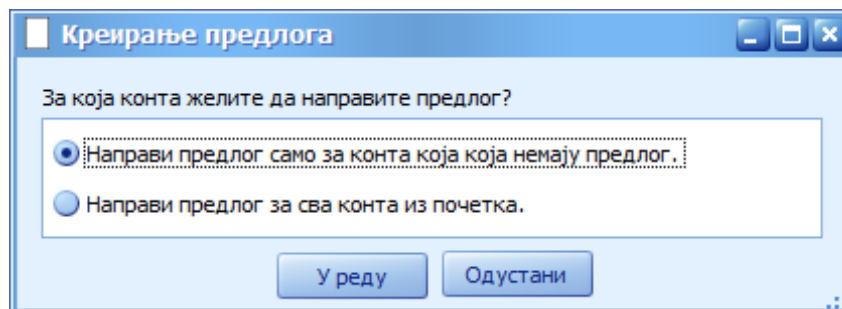 Креирање предлога
За која конта желите да направите предлог?
Направи предлог само за конта која која немају предлог.
Направи предлог за сва конта из почетка.
У реду Одустани